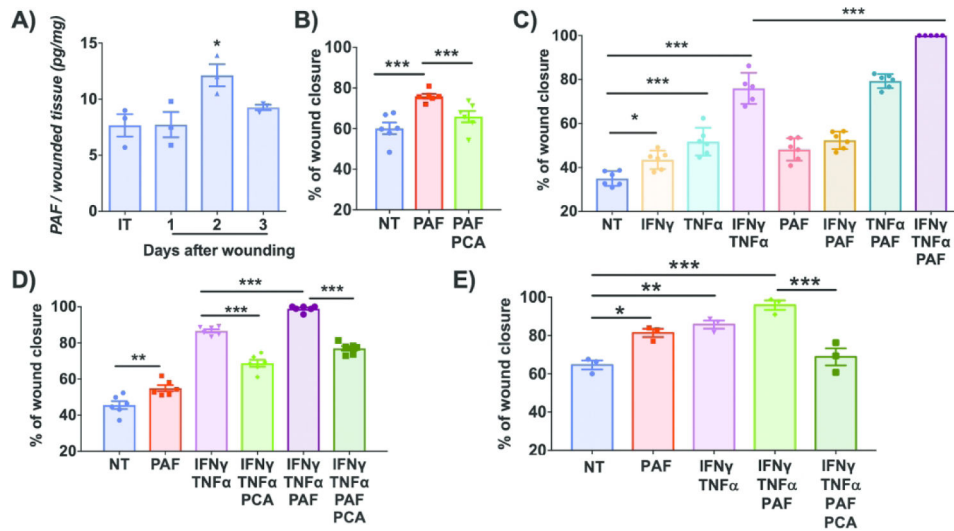 A)
PAF / wounded tissue (pg/mg)
15
10
5
0
*
IT 1 2 3
Days after wounding
B)
% of wound closure
100
80
60
40
20
*** ***
NT PAF PAF
PCA
C)
% of wound closure
100
80
60
40
20
***
***
***
*
NT IFNγ TNFα IFNγ PAF IFNγ TNFα IFNγ
TNFα PAF PAF TNFα
PAF
D)
% of wound closure
100
80
60
40
20
**
***
***
***
NT PAF IFNγ IFNγ IFNγ IFNγ
TNFα TNFα TNFα TNFα
PCA PAF PAF
PCA
E)
% of wound closure
100
80
60
40
20
***
**
*
***
NT PAF IFNγ IFNγ IFNγ
TNFα TNFα TNFα
PAF PAF
PCA